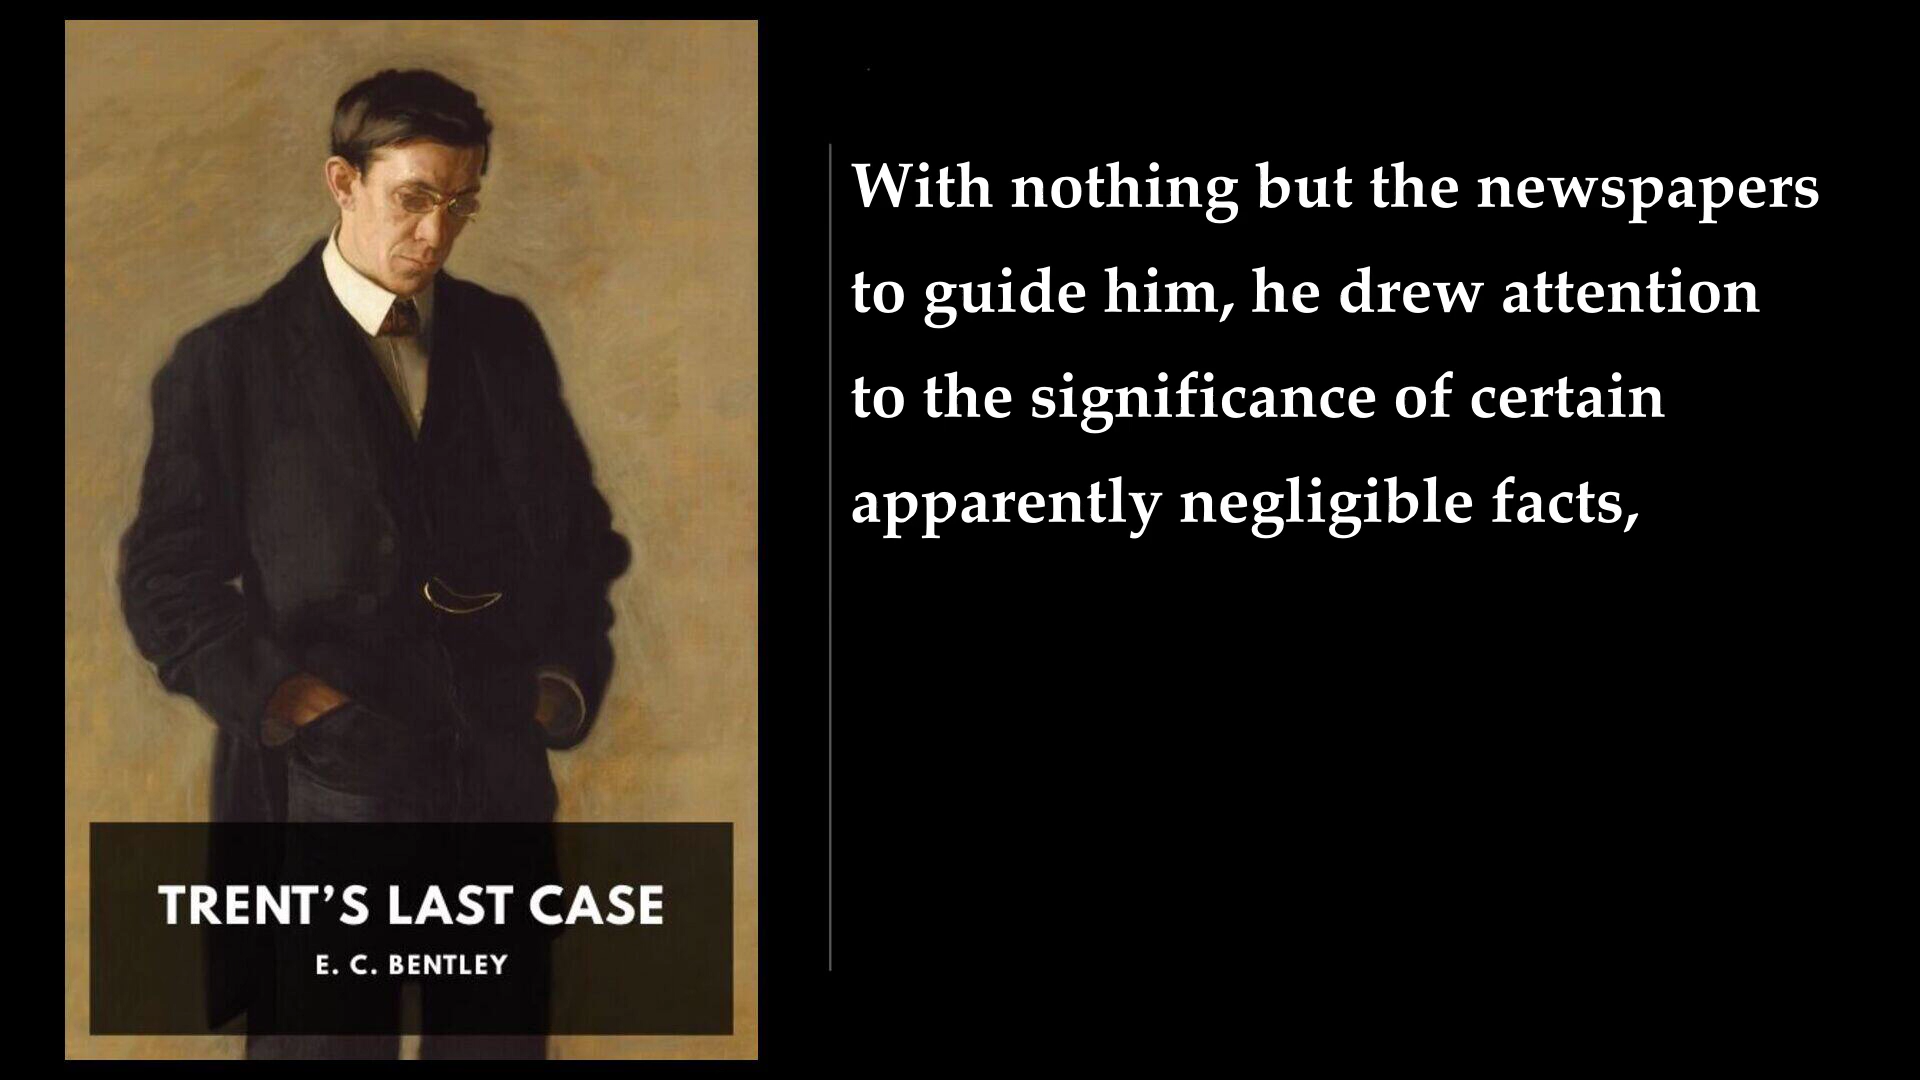 TRENT’S LAST CASE
E. C. BENTLEY
With nothing but the newspapers
to guide him, he drew attention
to the significance of certain
apparently negligible facts,